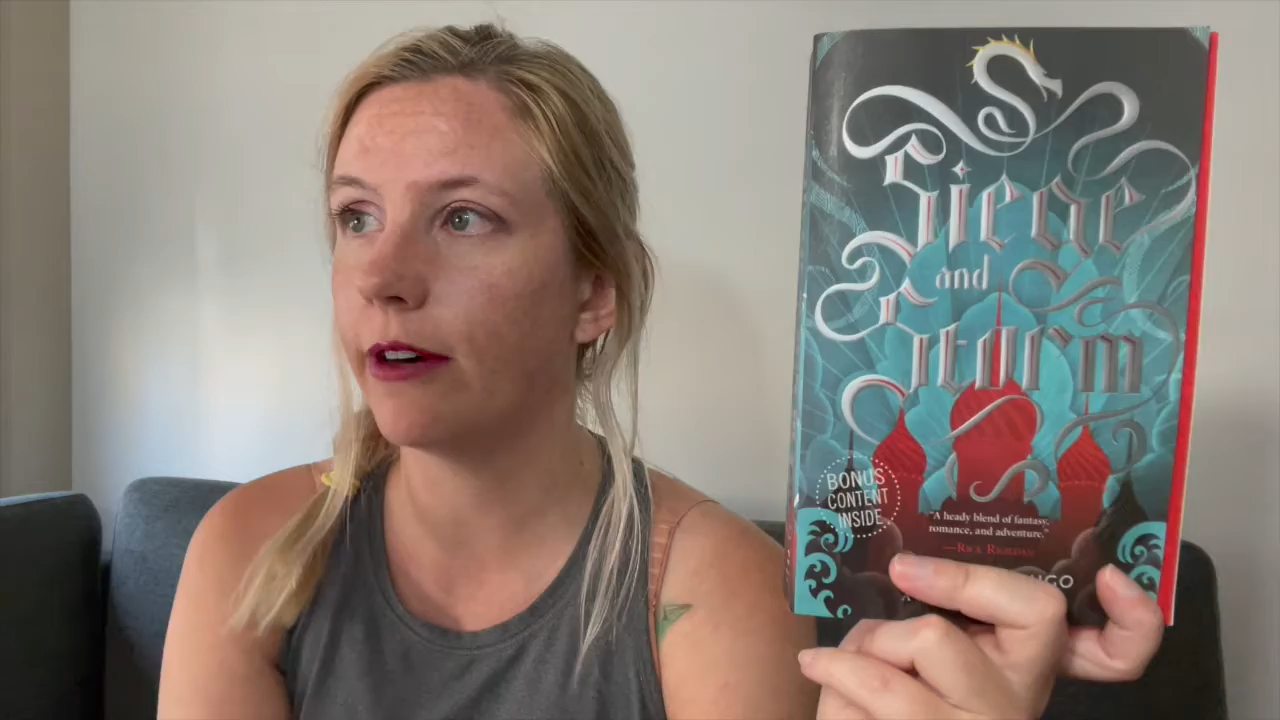 Siege
and
Storm
BONUS
CONTENT
INSIDE
"A heady blend of fantasy,
romance, and adventure."
—RICK RIORDAN